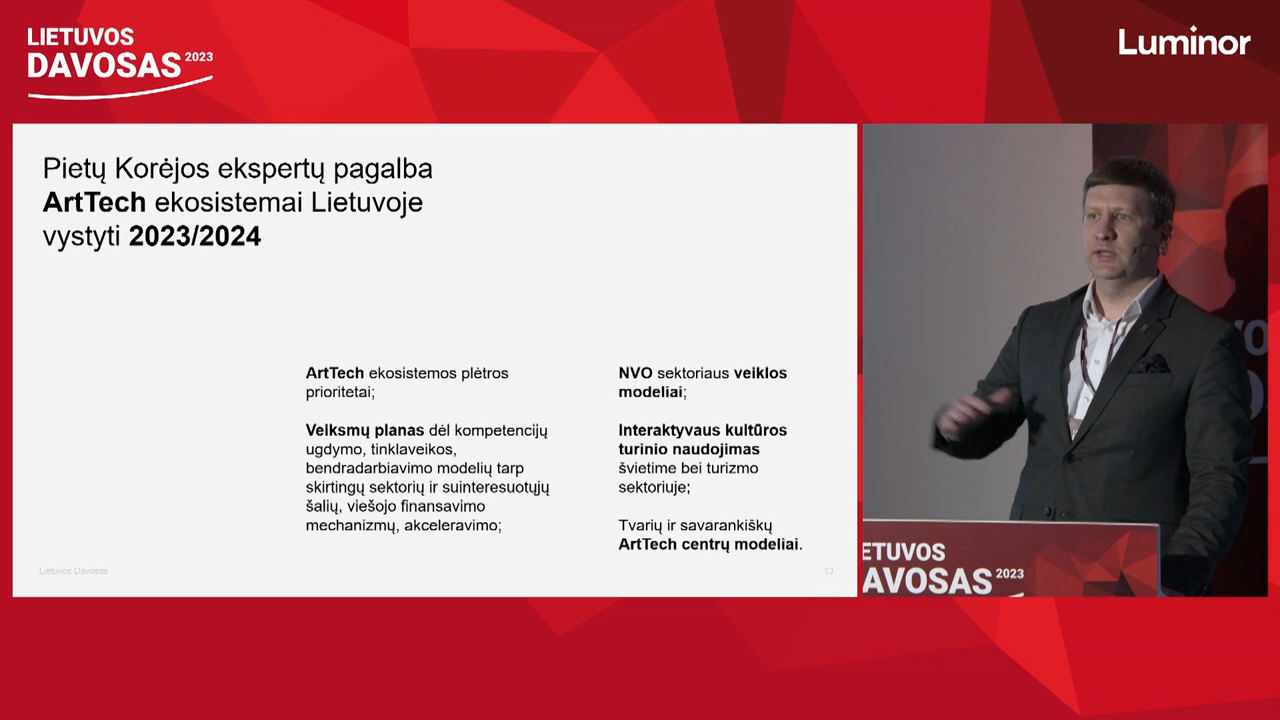 LIETUVOS
DAVOSAS 2023
Luminor
Pietų Korėjos ekspertų pagalba
ArtTech ekosistemai Lietuvoje
vystyti 2023/2024
ArtTech ekosistemos plėtros
prioritetai;
Veiksmų planas dėl kompetencijų
ugdymo, tinklaveikos,
bendradarbiavimo modelių tarp
skirtingų sektorių ir suinteresuotųjų
šalių, viešojo finansavimo
mechanizmų, akceleravimo;
NVO sektoriaus veiklos
modeliai;
Interaktyvaus kultūros
turinio naudojimas
švietime bei turizmo
sektoriuje;
Tvarių ir savarankiškų
ArtTech centrų modeliai.
Lietuvos Davosas
13
ETUVOS
AVOSAS 2023